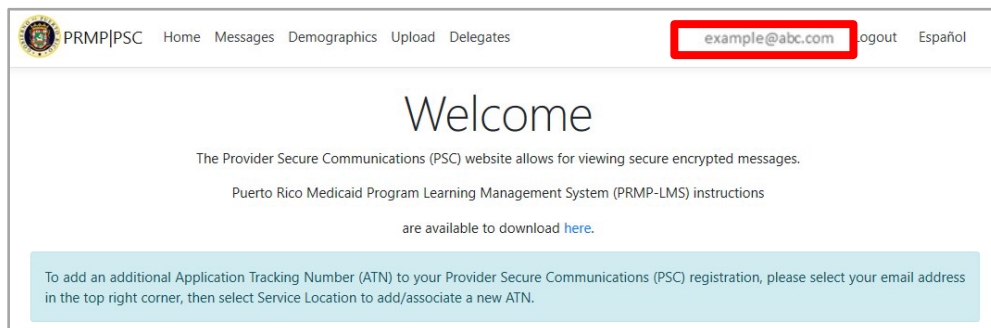 PRMP|PSC Home Messages Demographics Upload Delegates example@abc.com Logout Español
Welcome
The Provider Secure Communications (PSC) website allows for viewing secure encrypted messages.
Puerto Rico Medicaid Program Learning Management System (PRMP-LMS) instructions
are available to download here.
To add an additional Application Tracking Number (ATN) to your Provider Secure Communications (PSC) registration, please select your email address
in the top right corner, then select Service Location to add/associate a new ATN.